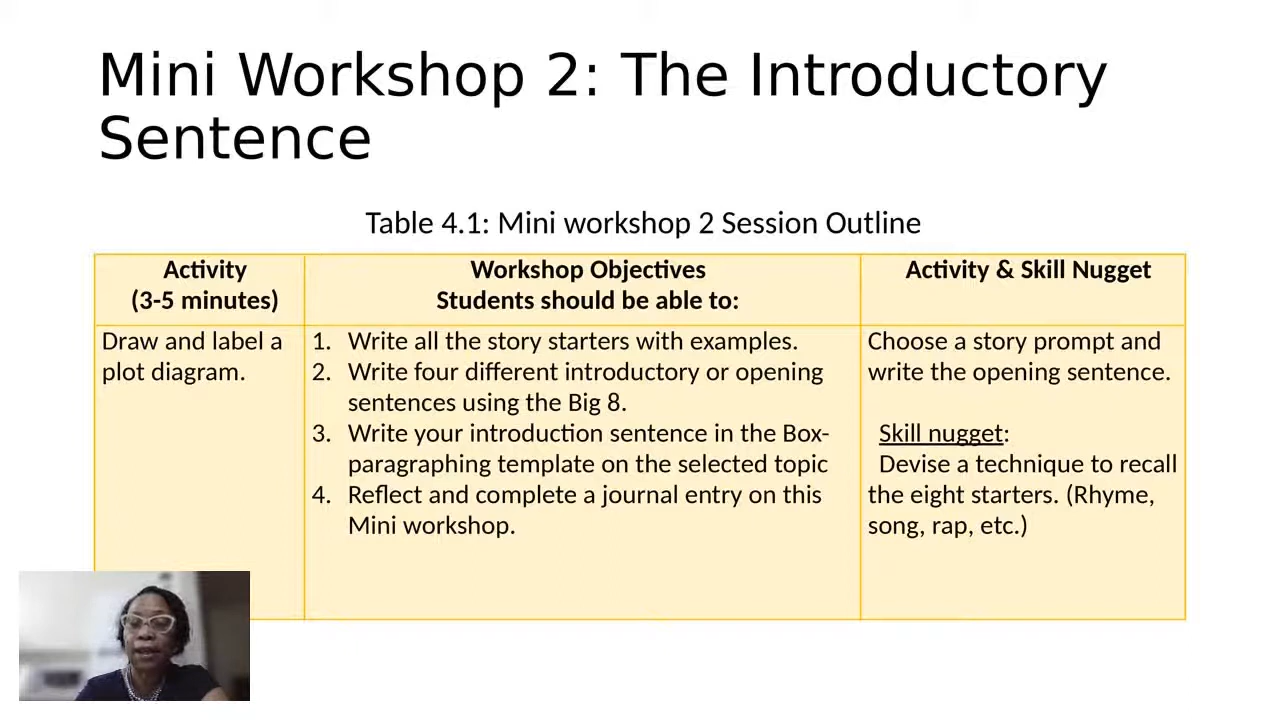 Mini Workshop 2: The Introductory
Sentence
Table 4.1: Mini workshop 2 Session Outline
Activity
(3-5 minutes)
Workshop Objectives
Students should be able to:
Activity & Skill Nugget
Draw and label a
plot diagram.
1. Write all the story starters with examples.
2. Write four different introductory or opening
sentences using the Big 8.
3. Write your introduction sentence in the Box-
paragraphing template on the selected topic
4. Reflect and complete a journal entry on this
Mini workshop.
Choose a story prompt and
write the opening sentence.
Skill nugget:
Devise a technique to recall
the eight starters. (Rhyme,
song, rap, etc.)